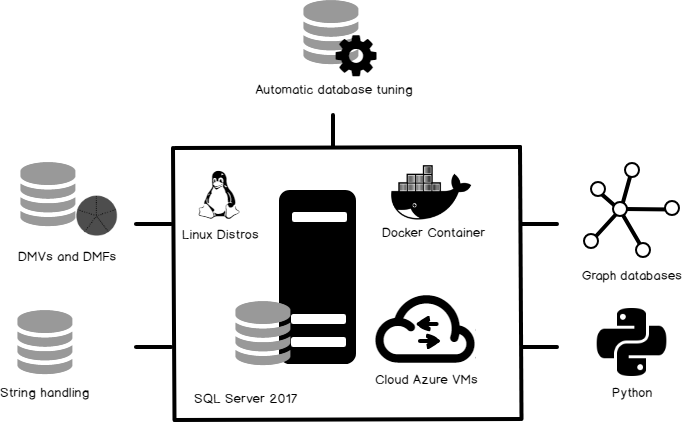 Automatic database tuning
Linux Distros
Docker Container
DMVs and DMFs
Graph databases
String handling
SQL Server 2017
Cloud Azure VMs
Python